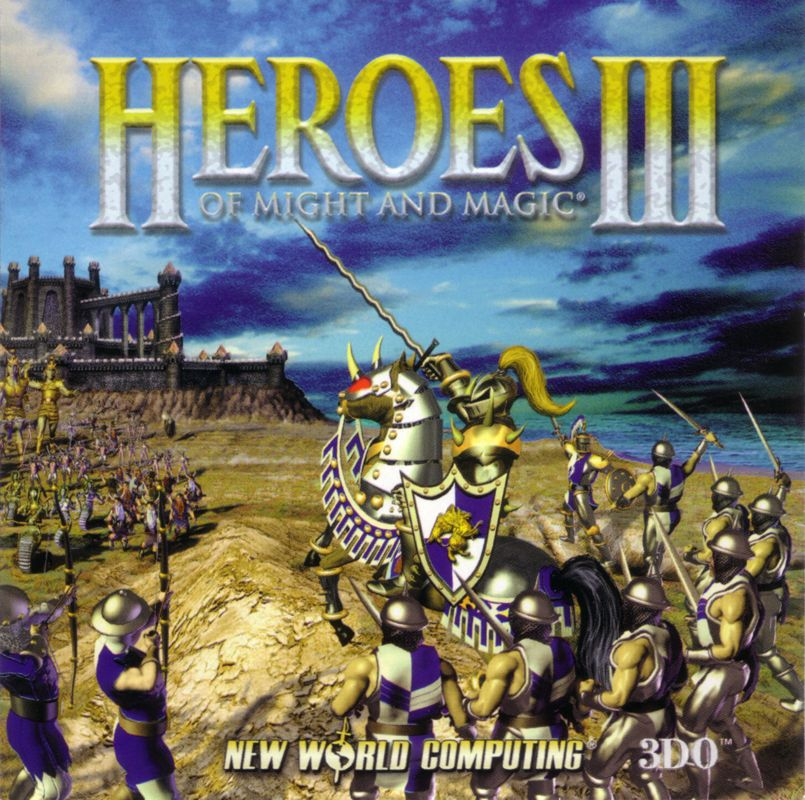 HEROES III
OF MIGHT AND MAGIC®
NEW WORLD COMPUTING®
3DO™